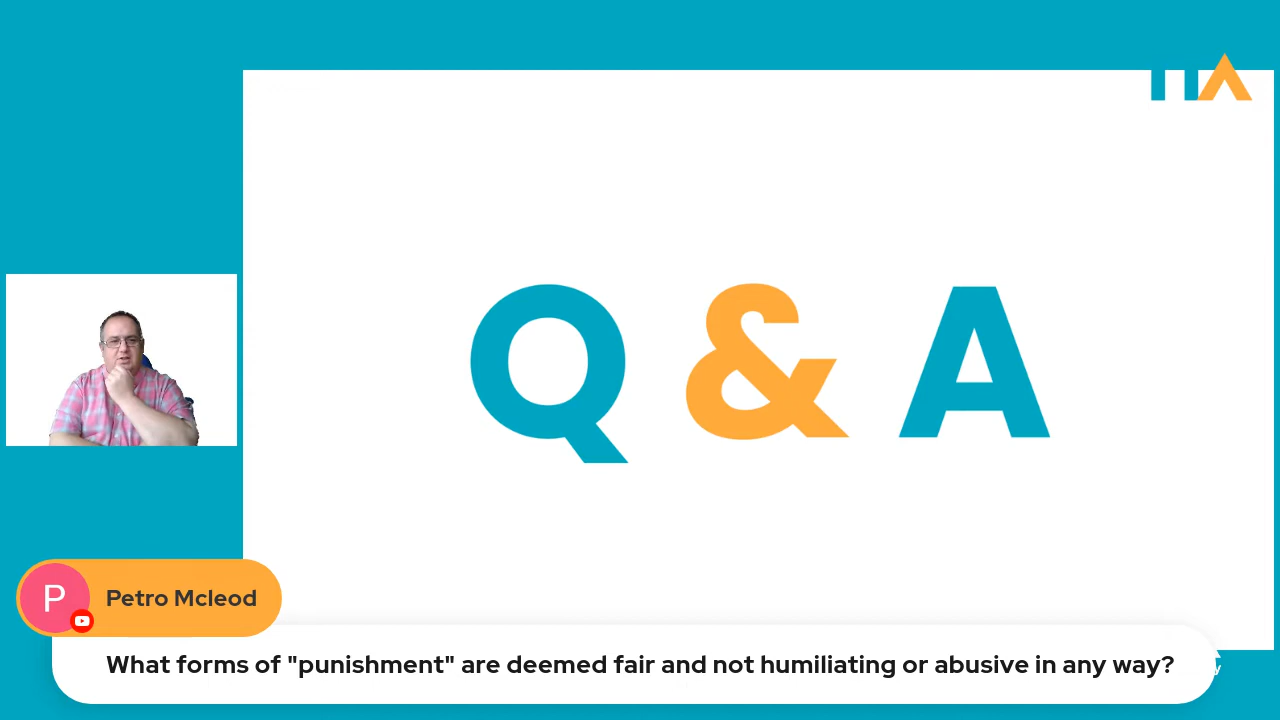 Q & A
P
Petro Mcleod
What forms of "punishment" are deemed fair and not humiliating or abusive in any way?